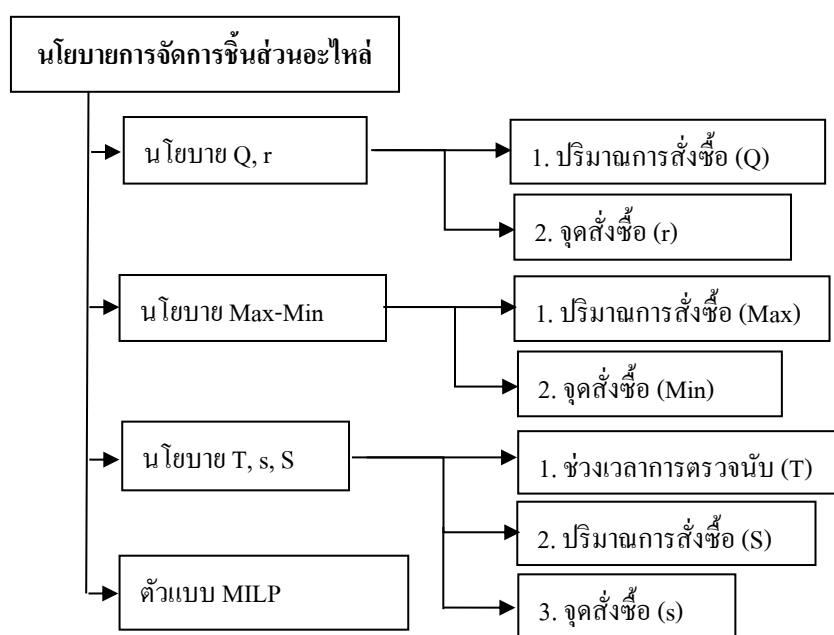 นโยบายการจัดการชิ้นส่วนอะไหล่
นโยบาย Q, r
1. ปริมาณการสั่งซื้อ (Q)
2. จุดสั่งซื้อ (r)
นโยบาย Max-Min
1. ปริมาณการสั่งซื้อ (Max)
2. จุดสั่งซื้อ (Min)
นโยบาย T, s, S
1. ช่วงเวลาการตรวจนับ (T)
2. ปริมาณการสั่งซื้อ (S)
3. จุดสั่งซื้อ (s)
ตัวแบบ MILP